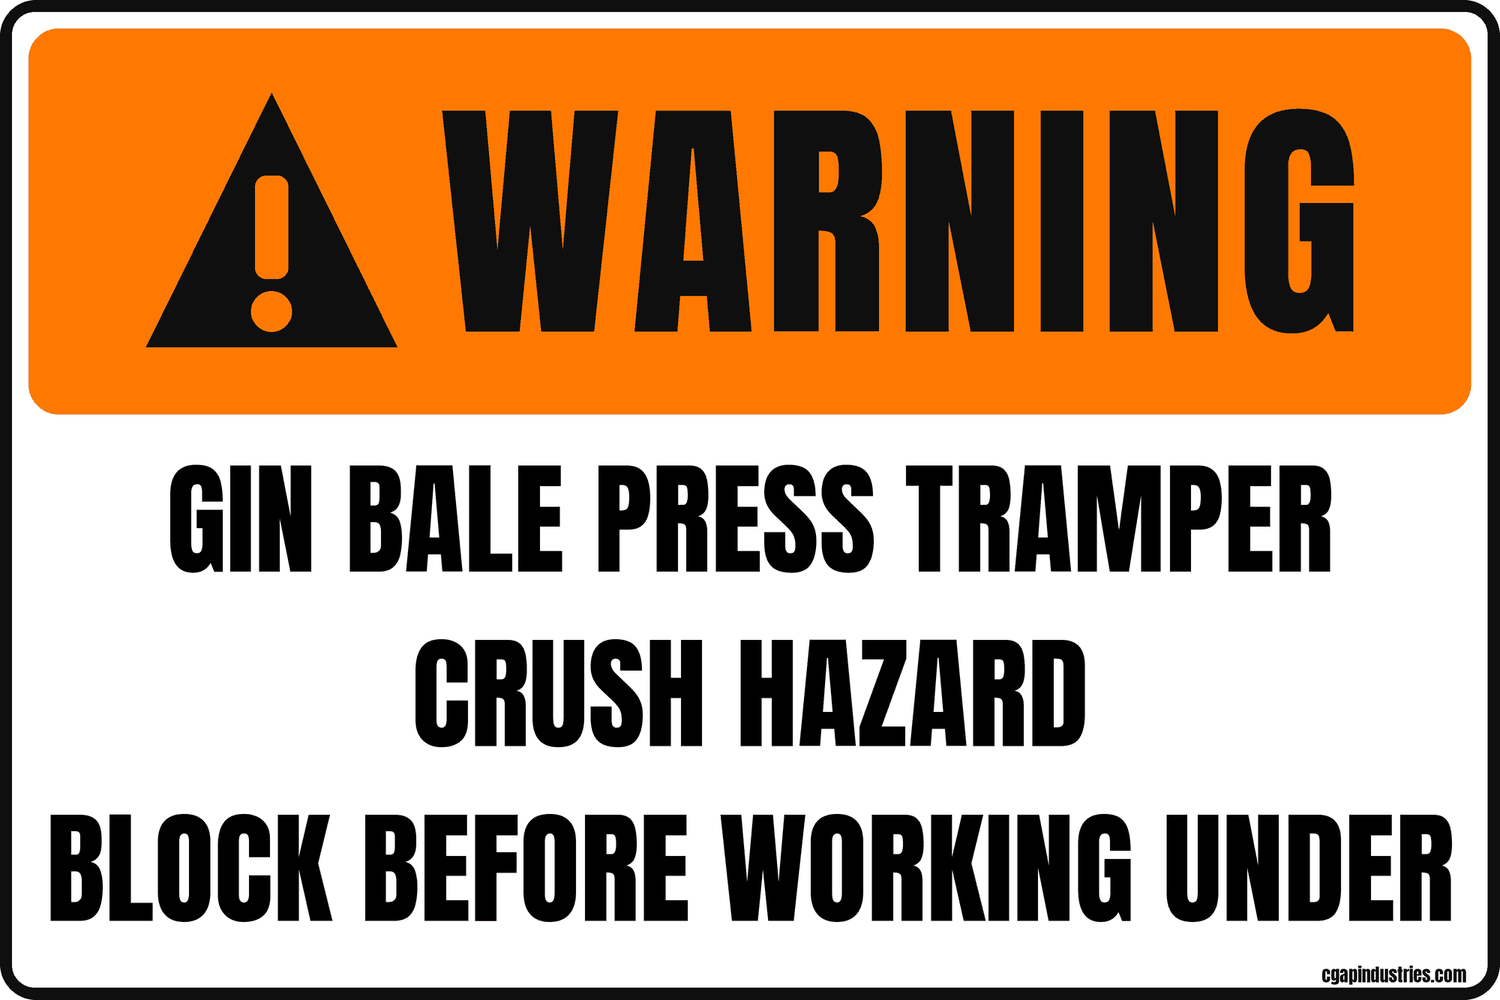 WARNING
GIN BALE PRESS TRAMPER
CRUSH HAZARD
BLOCK BEFORE WORKING UNDER
cgapindustries.com